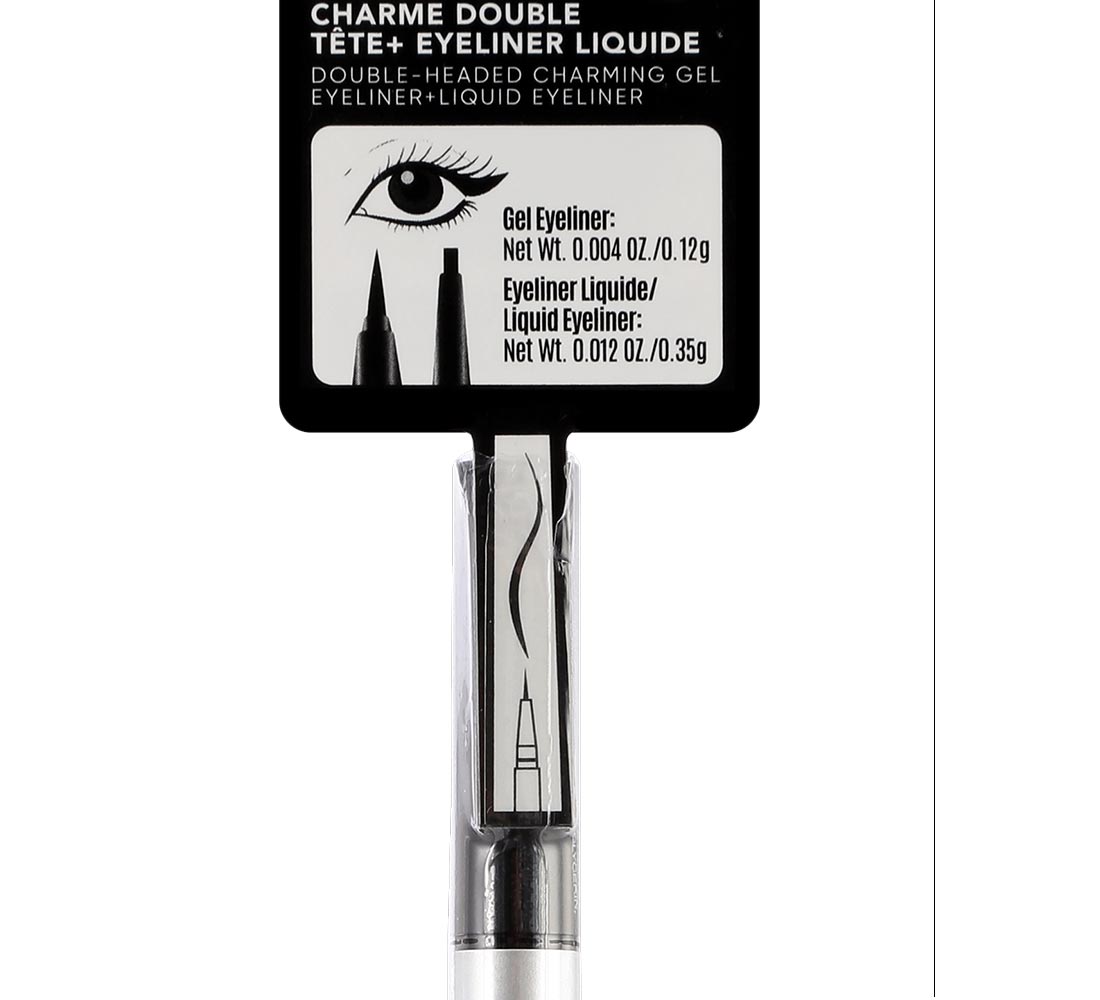 CHARME DOUBLE
TÊTE+ EYELINER LIQUIDE
DOUBLE-HEADED CHARMING GEL
EYELINER+LIQUID EYELINER
Gel Eyeliner:
Net Wt. 0.004 OZ./0.12g
Eyeliner Liquide/
Liquid Eyeliner:
Net Wt. 0.012 OZ./0.35g